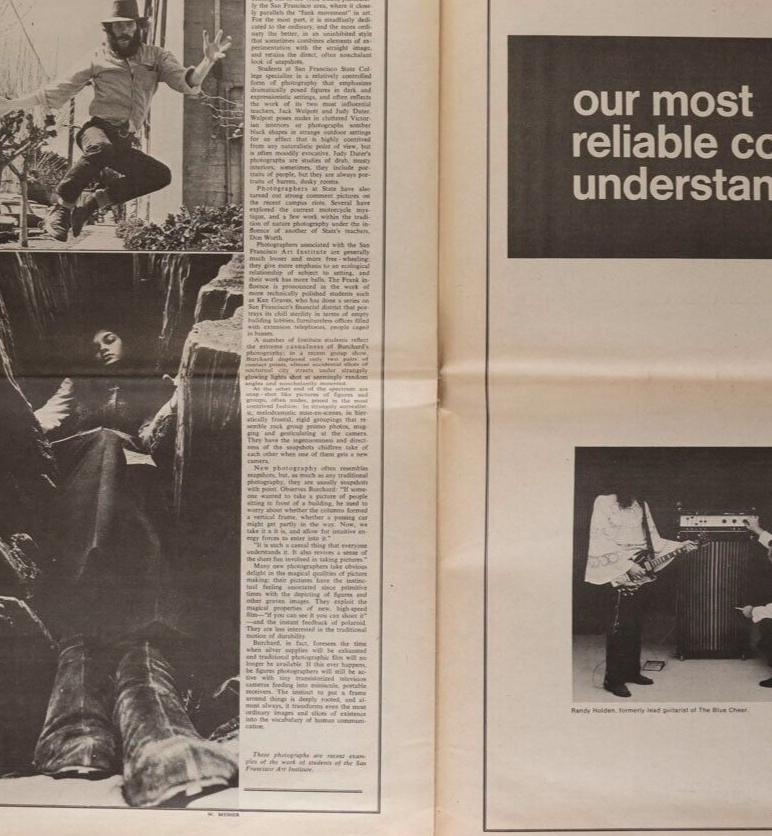 ly the San Francisco area, where it close-
ly parallels the "funk movement" in art.
For the most part, it is steadfastly dedi-
cated to the ordinary, and the more ordi-
nary the better, in an uninhibited style
that sometimes combines elements of ex-
perimentation with the straight image,
and retains the direct, often nonchalant
look of snapshots.
Students at San Francisco State Col-
lege specialize in a relatively controlled
form of photography that emphasizes
dramatically posed figures in dark and
expressionistic settings, and often reflects
the work of its two most influential
teachers, Jack Welpott and Judy Dater.
Welpott poses nudes in cluttered Victor-
ian interiors or photographs somber
black shapes in strange outdoor settings
for an effect that is highly contrived
from any naturalistic point of view, but
is often moodily evocative. Judy Dater's
photographs are studies of drab, musty
interiors; sometimes, they include por-
traits of people, but they are always por-
traits of barren, dusky rooms.
Photographers at State have also
turned out strong comment pictures on
the recent campus riots. Several have
explored the current motorcycle mys-
tique, and a few work within the tradi-
tion of nature photography under the in-
fluence of another of State's teachers,
Don Worth.
Photographers associated with the San
Francisco Art Institute are generally
much looser and more free-wheeling:
they give more emphasis to an ecological
relationship of subject to setting, and
their work has more balls. The Frank in-
fluence is pronounced in the work of
more technically polished students such
as Ken Graves, who has done a series on
San Francisco's financial district that por-
trays its chill sterility in terms of empty
building lobbies, furnitureless offices filled
with extension telephones, people caged
in buses.
A number of Institute students reflect
the extreme casualness of Burchard's
photography; in a recent group show,
Burchard displayed only two pairs of
contact prints, almost accidental shots of
nocturnal city streets under strangely
glowing lights shot at seemingly random
angles and nonchalantly mounted.
At the other end of the spectrum are
snap-shot like pictures of figures and
groups, often nudes, posed in the most
contrived fashion: in strangely surrealist-
ic, melodramatic mise-en-scenes, in hier-
atically frontal, rigid groupings that re-
semble rock group promo photos, mug-
ging and gesticulating at the camera.
They have the ingenuousness and direct-
ness of the snapshots children take of
each other when one of them gets a new
camera.
New photography often resembles
snapshots, but, as much as any traditional
photography, they are usually snapshots
with point. Observes Burchard: "If some-
one wanted to take a picture of people
sitting in front of a building, he used to
worry about whether the columns formed
a vertical frame, whether a passing car
might get partly in the way. Now, we
take it as it is, and allow for intuitive en-
ergy forces to enter into it."
"It is such a casual thing that everyone
understands it. It also revives a sense of
the sheer fun involved in taking pictures."
Many new photographers take obvious
delight in the magical qualities of picture
making; their pictures have the instinc-
tual feeling associated since primitive
times with the depicting of figures and
other graven images. They exploit the
magical properties of new, high-speed
film—"if you can see it you can shoot it"
—and the instant feedback of polaroid.
They are less interested in the traditional
notion of durability.
Burchard, in fact, foresees the time
when silver supplies will be exhausted
and traditional photographic film will no
longer be available. If this ever happens,
he figures photographers will still be ac-
tive with tiny transistorized television
cameras feeding into miniscule, portable
receivers. The instinct to put a frame
around things is deeply rooted, and al-
most always, it transforms even the most
ordinary images and slices of existence
into the vocabulary of human communi-
cation.
These photographs are recent exam-
ples of the work of students of the San
Francisco Art Institute.
our most
reliable co
understan
Randy Holden, formerly lead guitarist of The Blue Cheer.